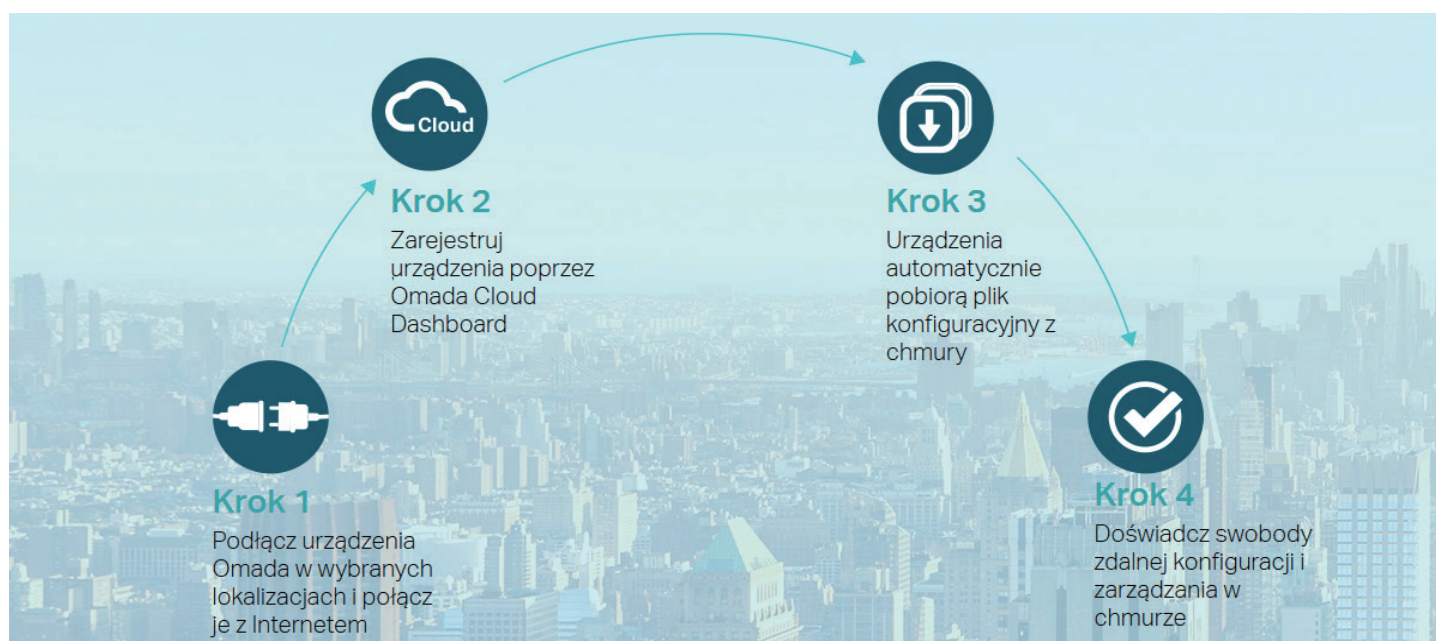 Cloud
Krok 2
Zarejestruj
urządzenia poprzez
Omada Cloud
Dashboard
Krok 3
Urządzenia
automatycznie
pobiorą plik
konfiguracyjny z
chmury
Krok 1
Podłącz urządzenia
Omada w wybranych
lokalizacjach i połącz
je z Internetem
Krok 4
Doświadcz swobody
zdalnej konfiguracji i
zarządzania w
chmurze